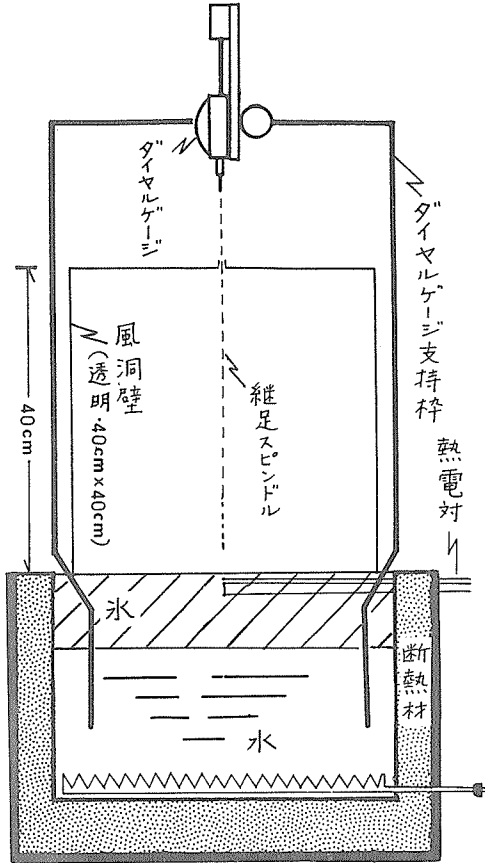 ダイヤルゲージ
ダイヤルゲージ支持枠
風洞壁
(透明・40cm×40cm)
継足スピンドル
40cm
熱電対
氷
断熱材
水